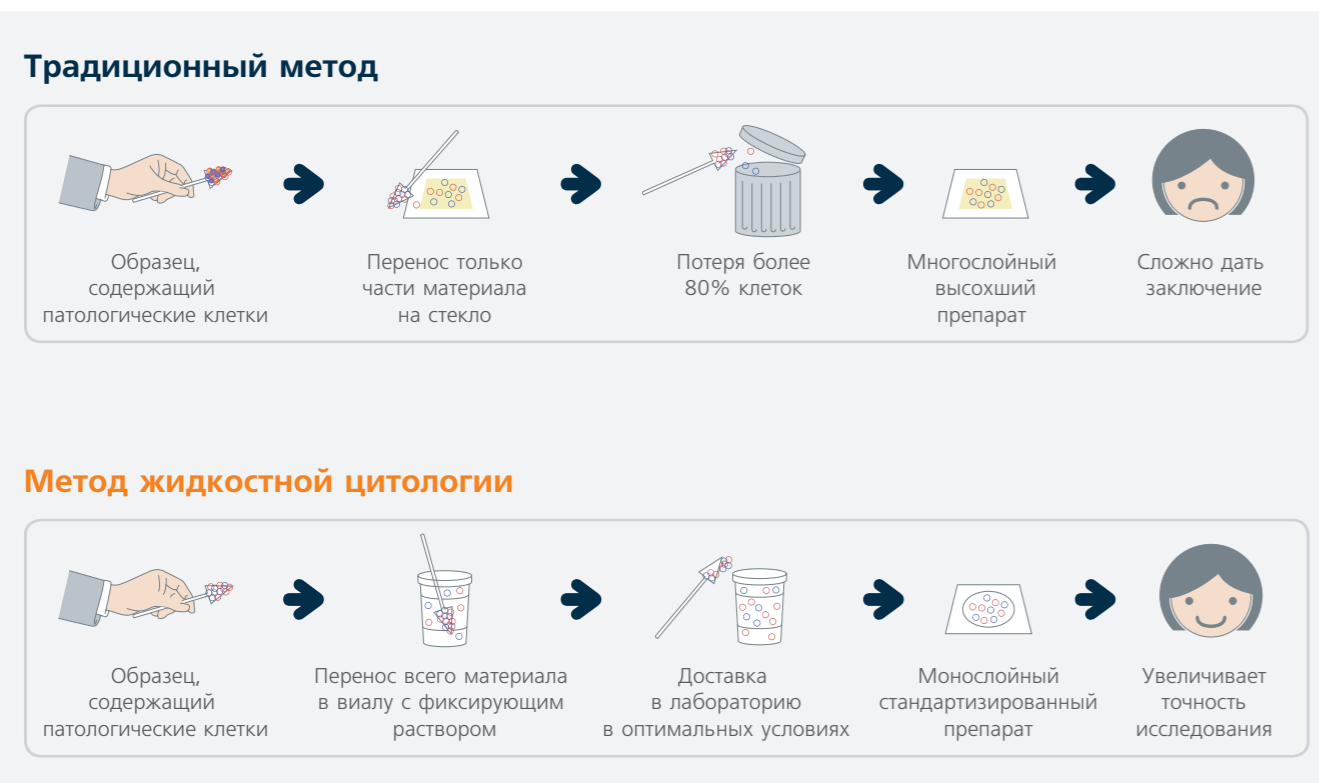 Традиционный метод
Образец,
содержащий
патологические клетки
Перенос только
части материала
на стекло
Потеря более
80% клеток
Многослойный
высохший
препарат
Сложно дать
заключение
Метод жидкостной цитологии
Образец,
содержащий
патологические клетки
Перенос всего материала
в виалу с фиксирующим
раствором
Доставка
в лабораторию
в оптимальных условиях
Монослойный
стандартизированный
препарат
Увеличивает
точность
исследования